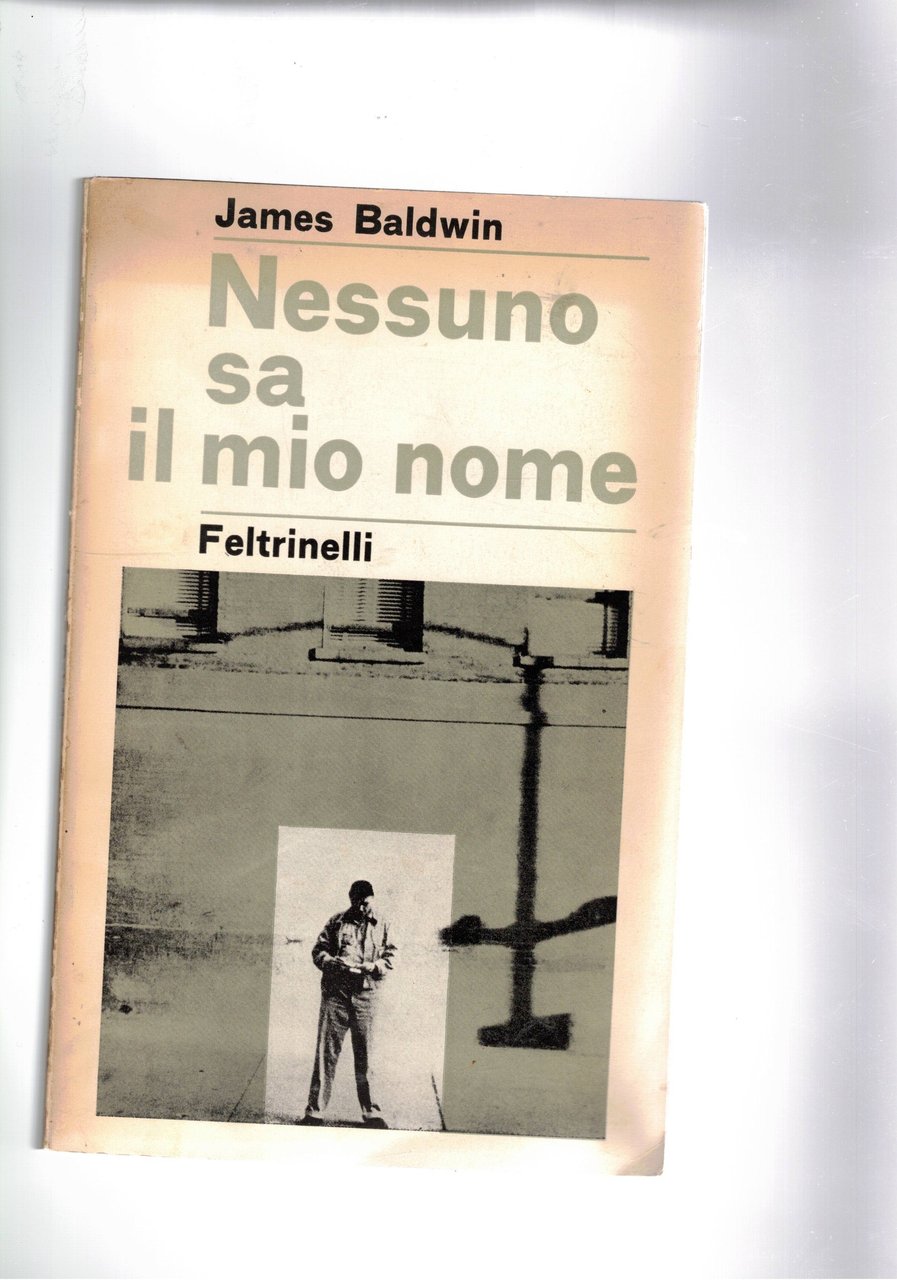 James Baldwin
Nessuno
sa
il mio nome
Feltrinelli